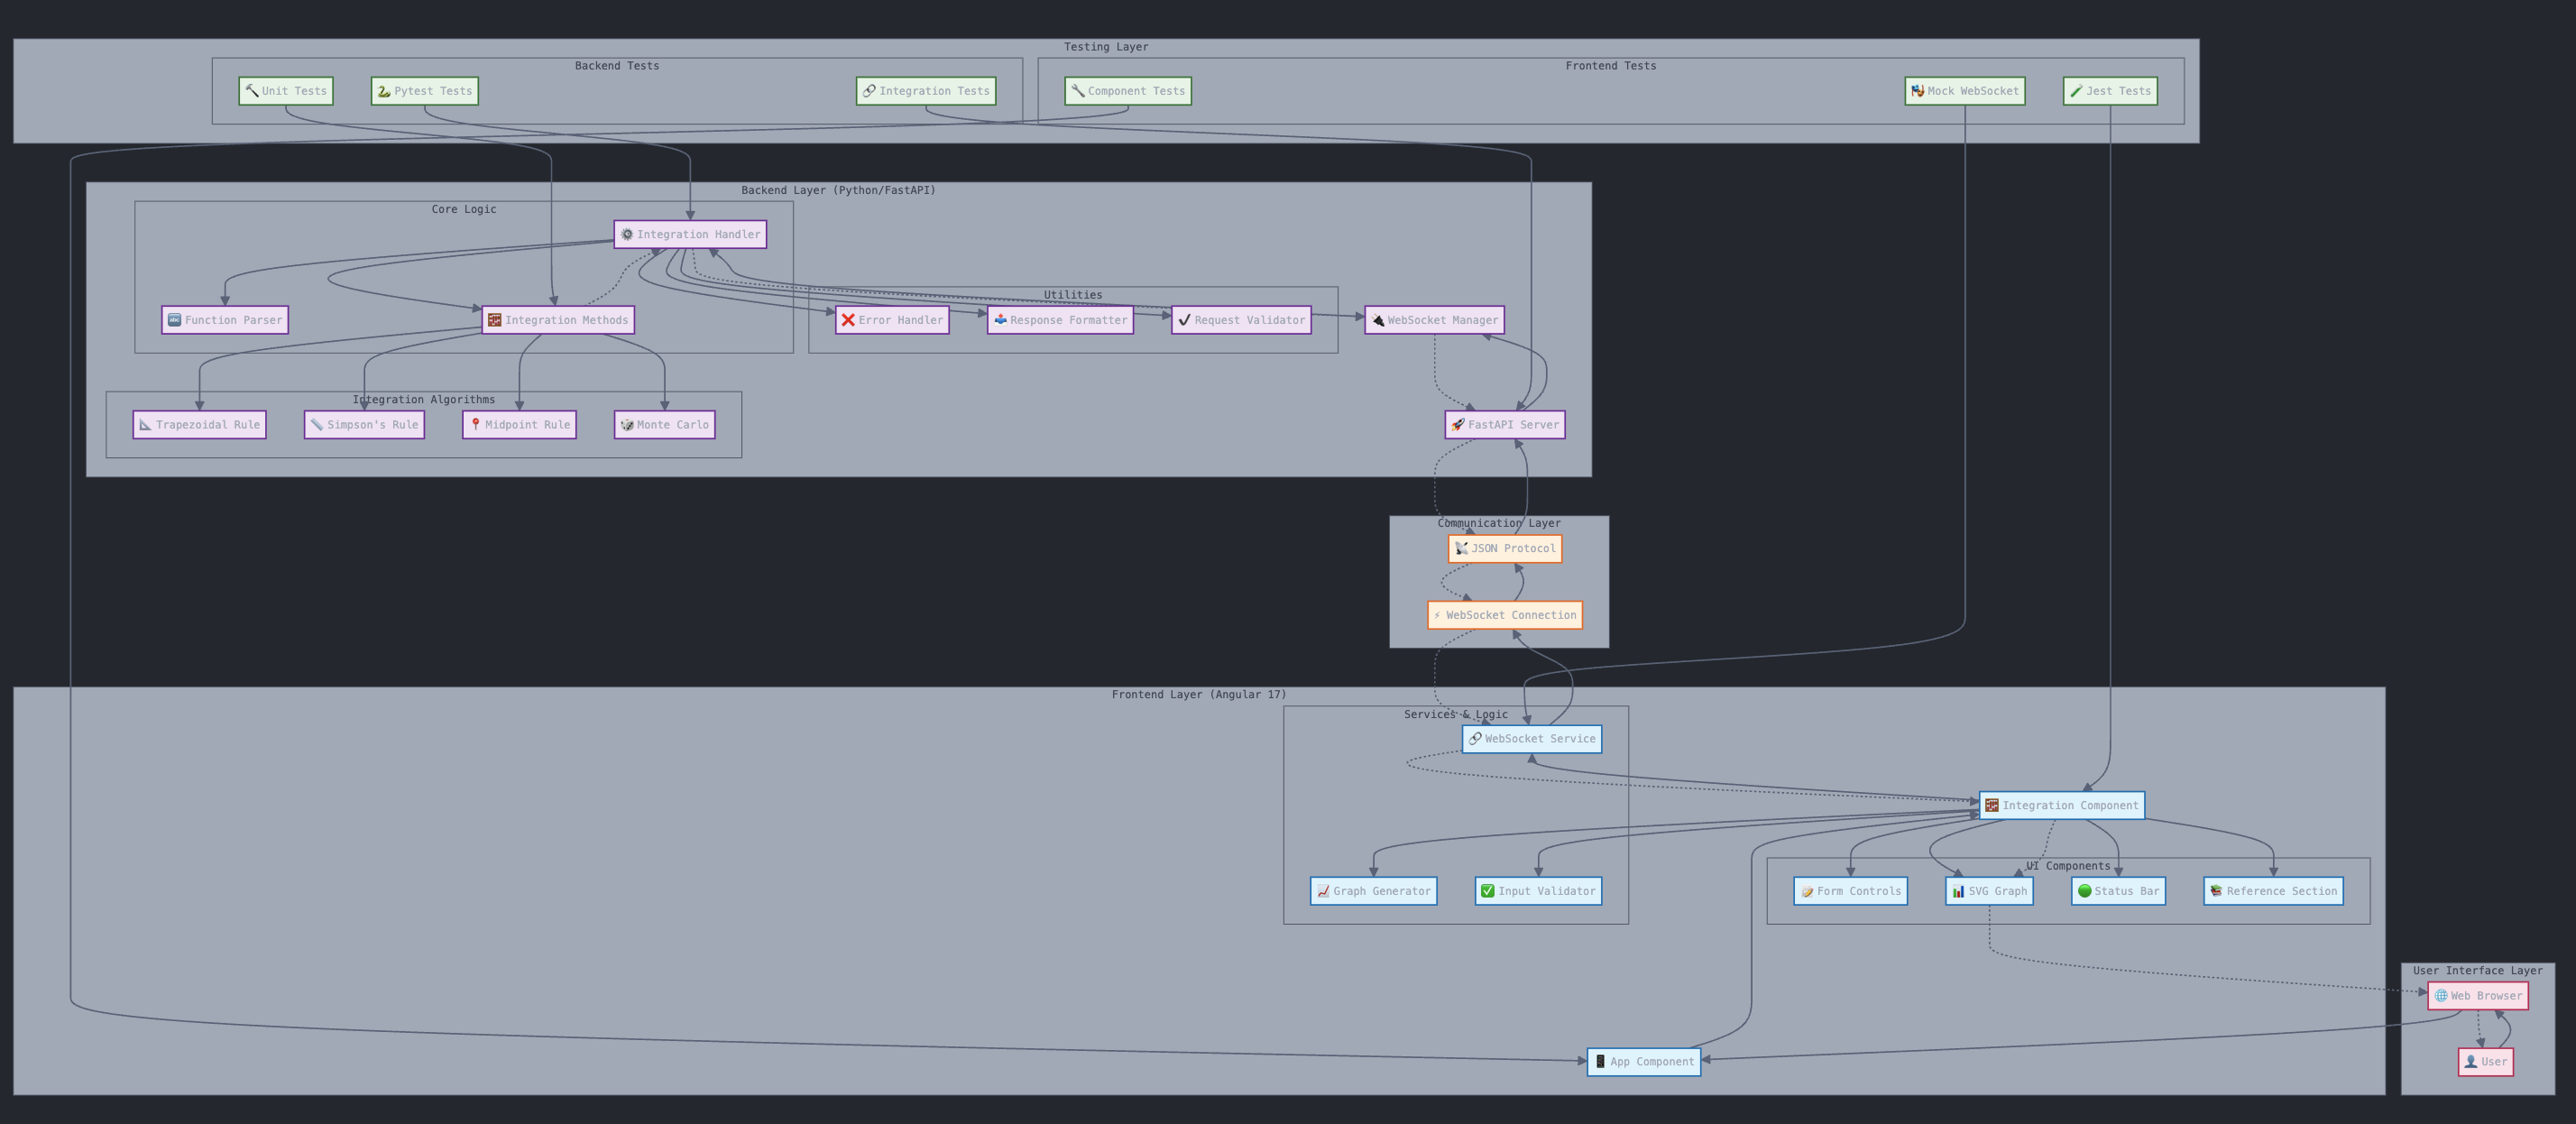 Testing Layer
Backend Tests
Frontend Tests
Unit Tests
Pytest Tests
Integration Tests
Component Tests
Mock WebSocket
Jest Tests
Backend Layer (Python/FastAPI)
Core Logic
Integration Handler
Utilities
Function Parser
Integration Methods
Error Handler
Response Formatter
Request Validator
WebSocket Manager
Integration Algorithms
Trapezoidal Rule
Simpson's Rule
Midpoint Rule
Monte Carlo
FastAPI Server
Communication Layer
JSON Protocol
WebSocket Connection
Frontend Layer (Angular 17)
Services & Logic
WebSocket Service
Integration Component
UI Components
Graph Generator
Input Validator
Form Controls
SVG Graph
Status Bar
Reference Section
User Interface Layer
Web Browser
App Component
User